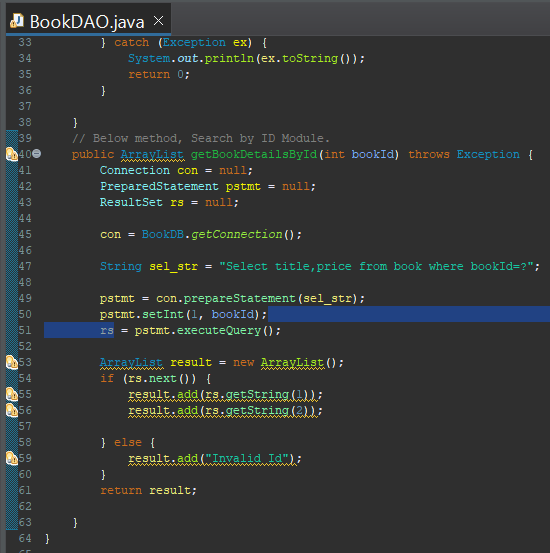 BookDAO.java
33 } catch (Exception ex) {
34 System.out.println(ex.toString());
35 return 0;
36 }
37
38 }
39 // Below method, Search by ID Module.
40 public ArrayList getBookDetailsById(int bookId) throws Exception {
41 Connection con = null;
42 PreparedStatement pstmt = null;
43 ResultSet rs = null;
44
45 con = BookDB.getConnection();
46
47 String sel_str = "Select title,price from book where bookId=?";
48
49 pstmt = con.prepareStatement(sel_str);
50 pstmt.setInt(1, bookId);
51 rs = pstmt.executeQuery();
52
53 ArrayList result = new ArrayList();
54 if (rs.next()) {
55 result.add(rs.getString(1));
56 result.add(rs.getString(2));
57
58 } else {
59 result.add("Invalid Id");
60 }
61 return result;
62
63 }
64 }